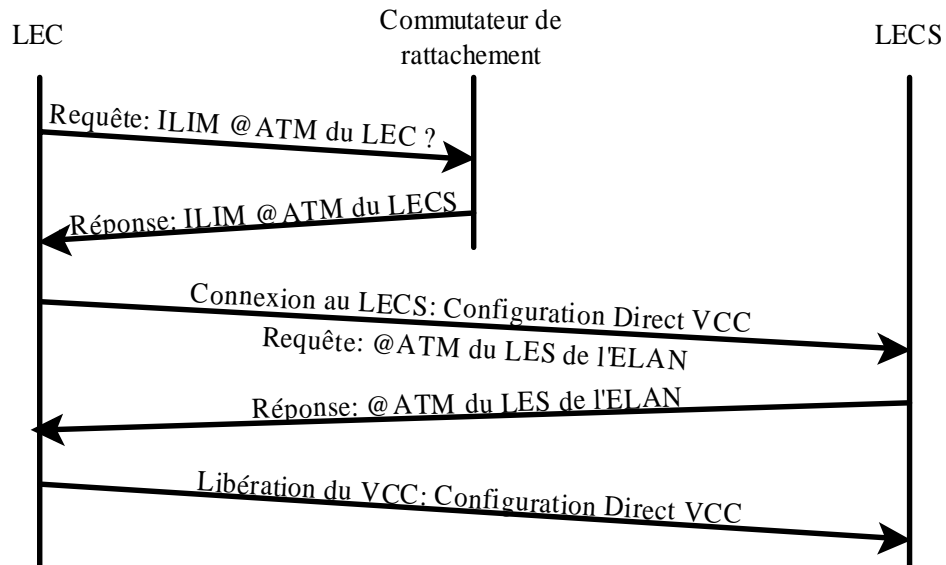 LEC
Commutateur de
rattachement
LECS
Requête: ILIM @ATM du LEC ?
Réponse: ILIM @ATM du LECS
Connexion au LECS: Configuration Direct VCC
Requête: @ATM du LES de l'ELAN
Réponse: @ATM du LES de l'ELAN
Libération du VCC: Configuration Direct VCC